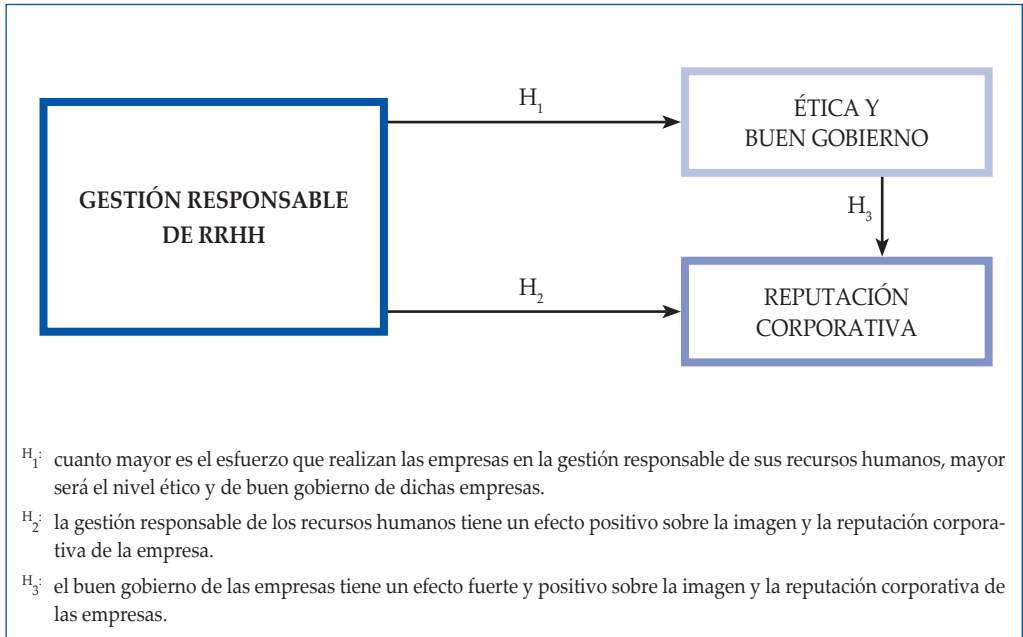 H₁
ÉTICA Y
BUEN GOBIERNO
GESTIÓN RESPONSABLE
DE RRHH
H₃
H₂
REPUTACIÓN
CORPORATIVA
H₁: cuanto mayor es el esfuerzo que realizan las empresas en la gestión responsable de sus recursos humanos, mayor
será el nivel ético y de buen gobierno de dichas empresas.
H₂: la gestión responsable de los recursos humanos tiene un efecto positivo sobre la imagen y la reputación corpora-
tiva de la empresa.
H₃: el buen gobierno de las empresas tiene un efecto fuerte y positivo sobre la imagen y la reputación corporativa de
las empresas.